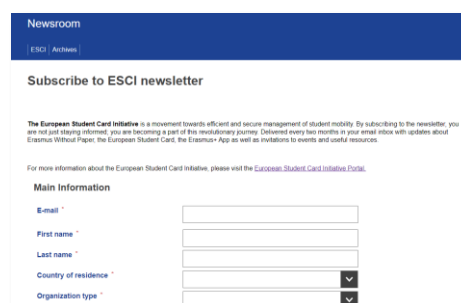 Newsroom
ESCI | Archives
Subscribe to ESCI newsletter
The European Student Card Initiative is a movement towards efficient and secure management of student mobility. By subscribing to the newsletter, you
are not just staying informed; you are becoming a part of this revolutionary journey. Delivered every two months in your email inbox with updates about
Erasmus Without Paper, the European Student Card, the Erasmus+ App as well as invitations to events and useful resources.
For more information about the European Student Card Initiative, please visit the European Student Card Initiative Portal.
Main Information
E-mail *
First name *
Last name *
Country of residence *
Organization type *